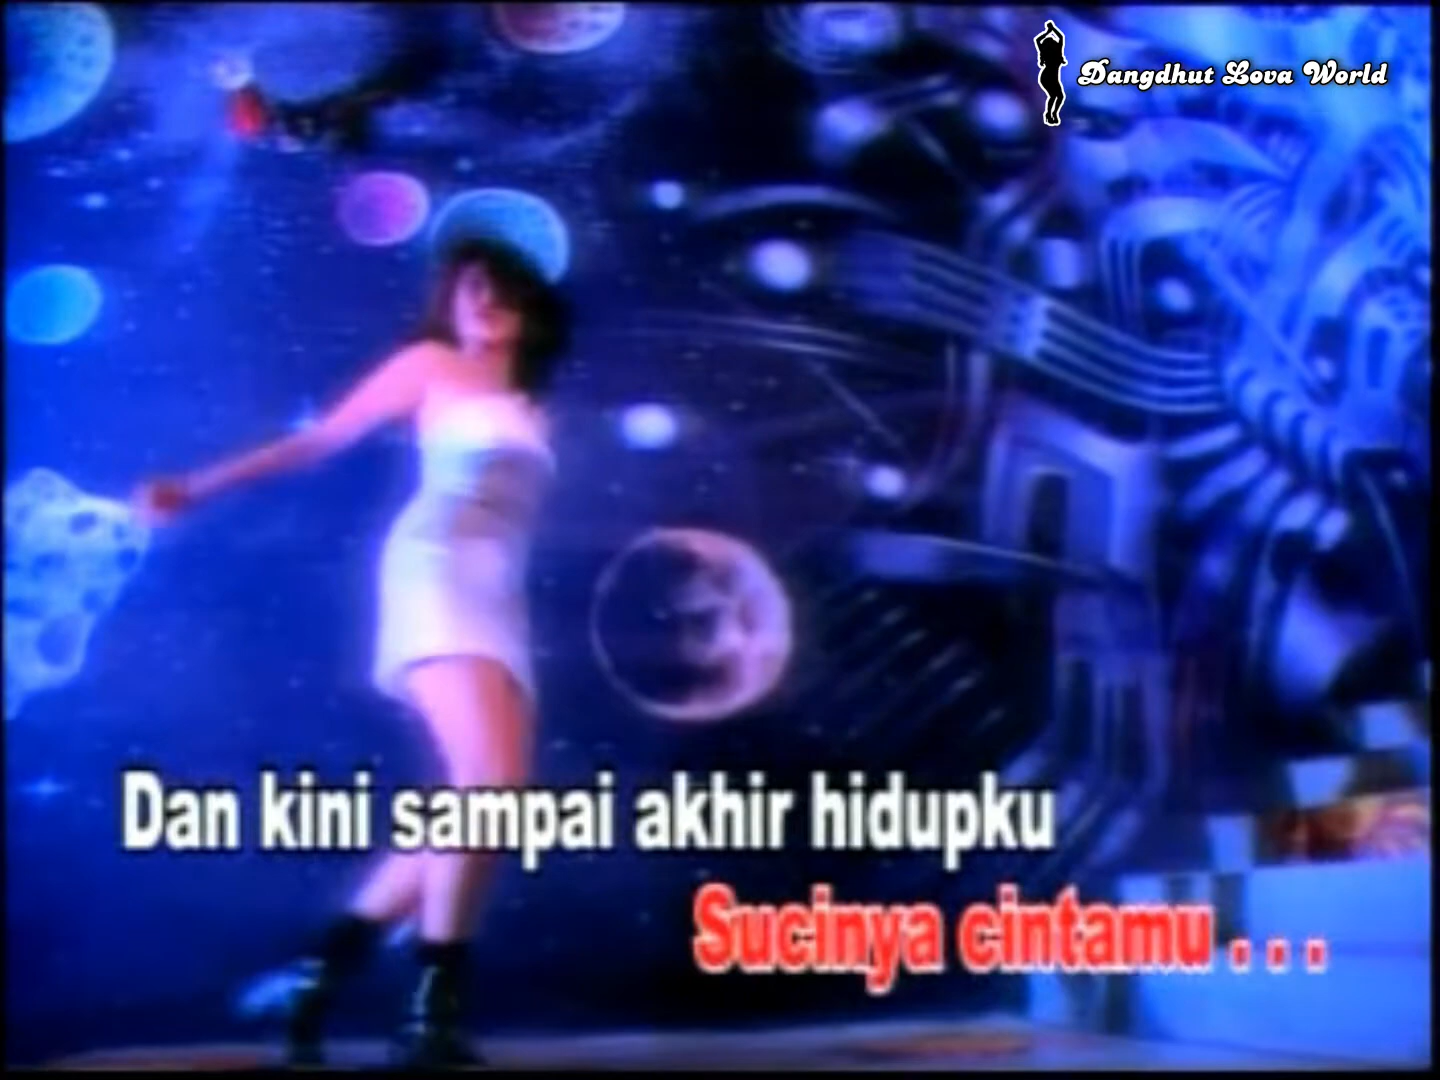 Dangdhut Lova World
Dan kini sampai akhir hidupku
Sucinya cintamu . . .